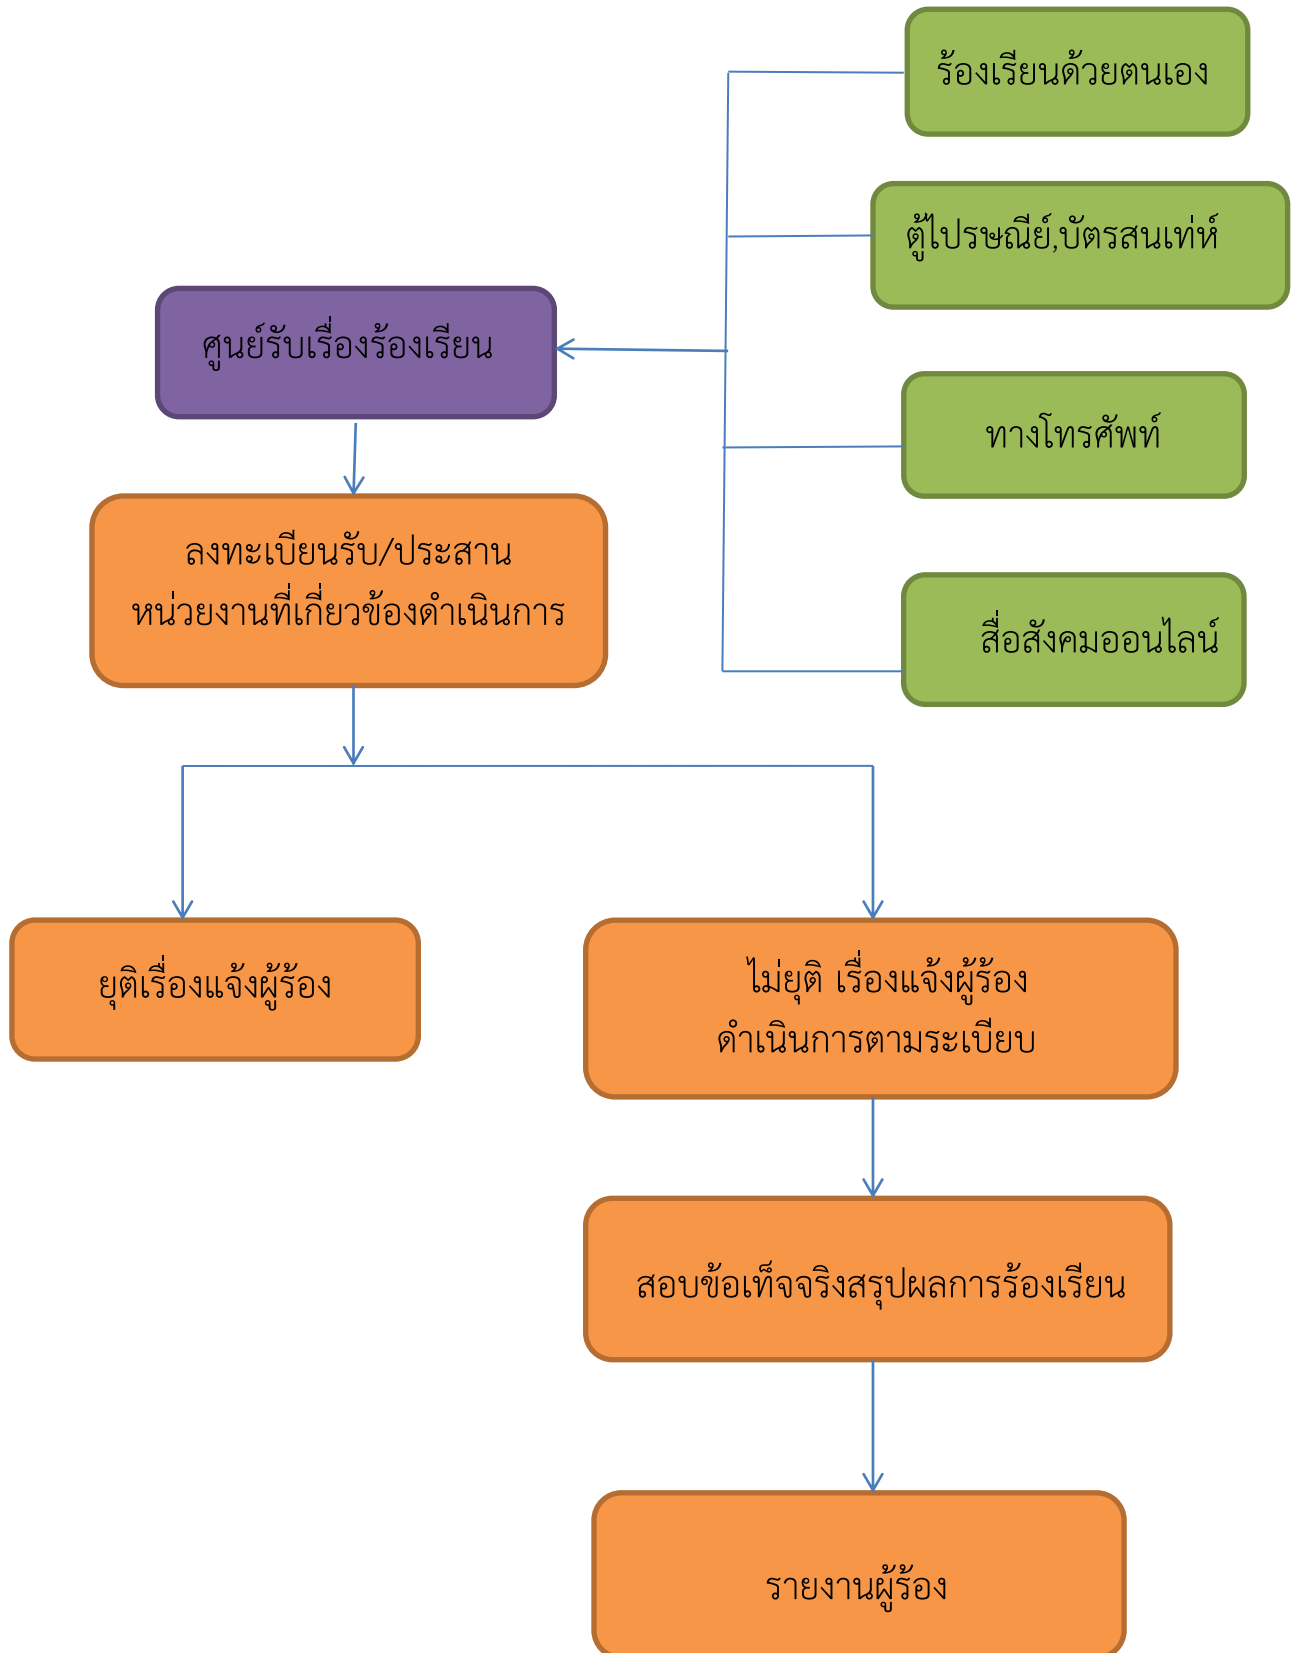 ร้องเรียนด้วยตนเอง
ตู้ไปรษณีย์,บัตรสนเท่ห์
ศูนย์รับเรื่องร้องเรียน
ทางโทรศัพท์
ลงทะเบียนรับ/ประสาน
หน่วยงานที่เกี่ยวข้องดำเนินการ
สื่อสังคมออนไลน์
ยุติเรื่องแจ้งผู้ร้อง
ไม่ยุติ เรื่องแจ้งผู้ร้อง
ดำเนินการตามระเบียบ
สอบข้อเท็จจริงสรุปผลการร้องเรียน
รายงานผู้ร้อง